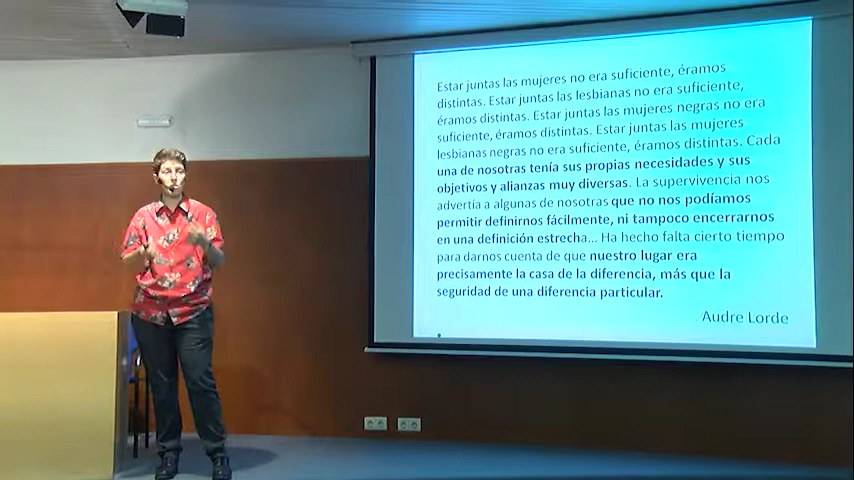 Estar juntas las mujeres no era suficiente, éramos
distintas. Estar juntas las lesbianas no era suficiente,
éramos distintas. Estar juntas las mujeres negras no era
suficiente, éramos distintas. Estar juntas las mujeres
lesbianas negras no era suficiente, éramos distintas. Cada
una de nosotras tenía sus propias necesidades y sus
objetivos y alianzas muy diversas. La supervivencia nos
advertía a algunas de nosotras que no nos podíamos
permitir definirnos fácilmente, ni tampoco encerrarnos
en una definición estrecha... Ha hecho falta cierto tiempo
para darnos cuenta de que nuestro lugar era
precisamente la casa de la diferencia, más que la
seguridad de una diferencia particular.
Audre Lorde